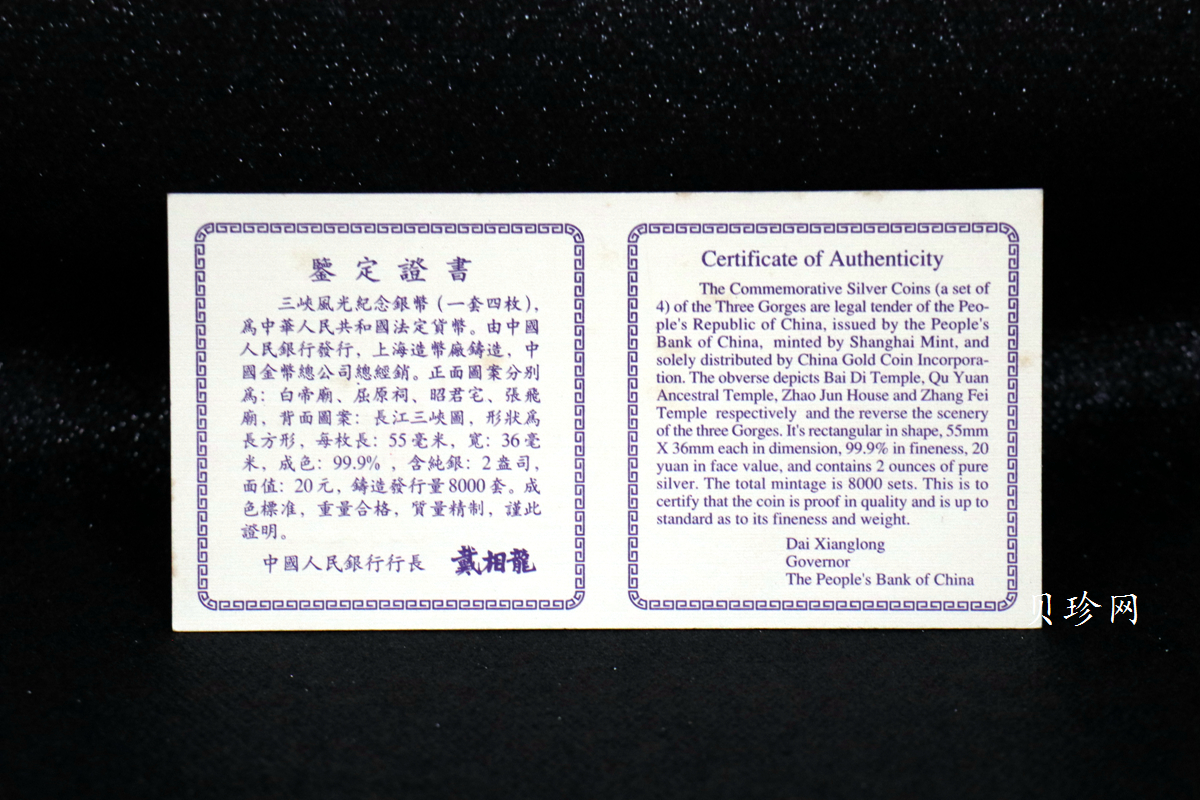 鑒定證書
三峽風光紀念銀幣（一套四枚），
爲中華人民共和國法定貨幣。由中國
人民銀行發行，上海造幣廠鑄造，中
國金幣總公司總經銷。正面圖案分别
爲：白帝廟、屈原祠、昭君宅、張飛
廟，背面圖案：長江三峽圖，形狀爲
長方形，每枚長：55毫米，寬：36毫
米，成色：99.9%，含純銀：2盎司，
面值：20元，鑄造發行量8000套。成
色標准，重量合格，質量精制，謹此
證明。
中國人民銀行行長 戴相龍
Certificate of Authenticity
The Commemorative Silver Coins (a set of
4) of the Three Gorges are legal tender of the Peo-
ple's Republic of China, issued by the People's
Bank of China, minted by Shanghai Mint, and
solely distributed by China Gold Coin Incorpora-
tion. The obverse depicts Bai Di Temple, Qu Yuan
Ancestral Temple, Zhao Jun House and Zhang Fei
Temple respectively and the reverse the scenery
of the three Gorges. It's rectangular in shape, 55mm
X 36mm each in dimension, 99.9% in fineness, 20
yuan in face value, and contains 2 ounces of pure
silver. The total mintage is 8000 sets. This is to
certify that the coin is proof in quality and is up to
standard as to its fineness and weight.
Dai Xianglong
Governor
The People's Bank of China
贝珍网